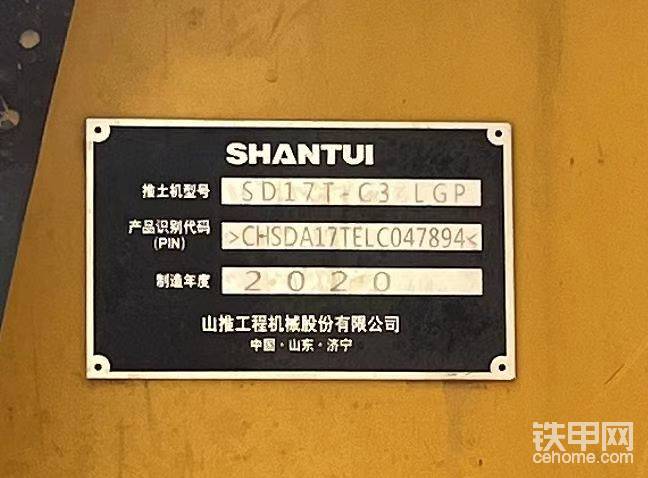 SHANTUI
推土机型号 SD17T-C3 LGP
产品识别代码 >CHSDA17TELC047894<
(PIN)
制造年度 2020
山推工程机械股份有限公司
中国·山东·济宁
铁甲网
cehome.com